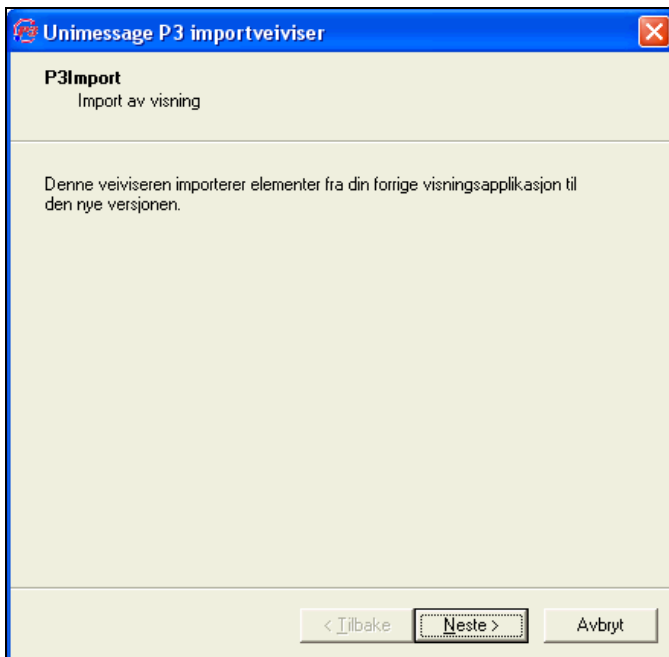 Unimessage P3 importveiviser
P3Import
Import av visning
Denne veiviseren importerer elementer fra din forrige visningsapplikasjon til
den nye versjonen.
< Tilbake
Neste >
Avbryt